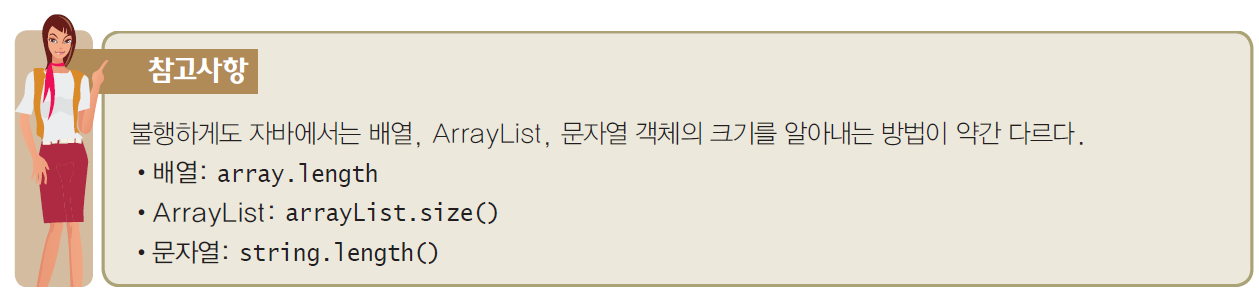 참고사항
불행하게도 자바에서는 배열, ArrayList, 문자열 객체의 크기를 알아내는 방법이 약간 다르다.
• 배열: array.length
• ArrayList: arrayList.size()
• 문자열: string.length()